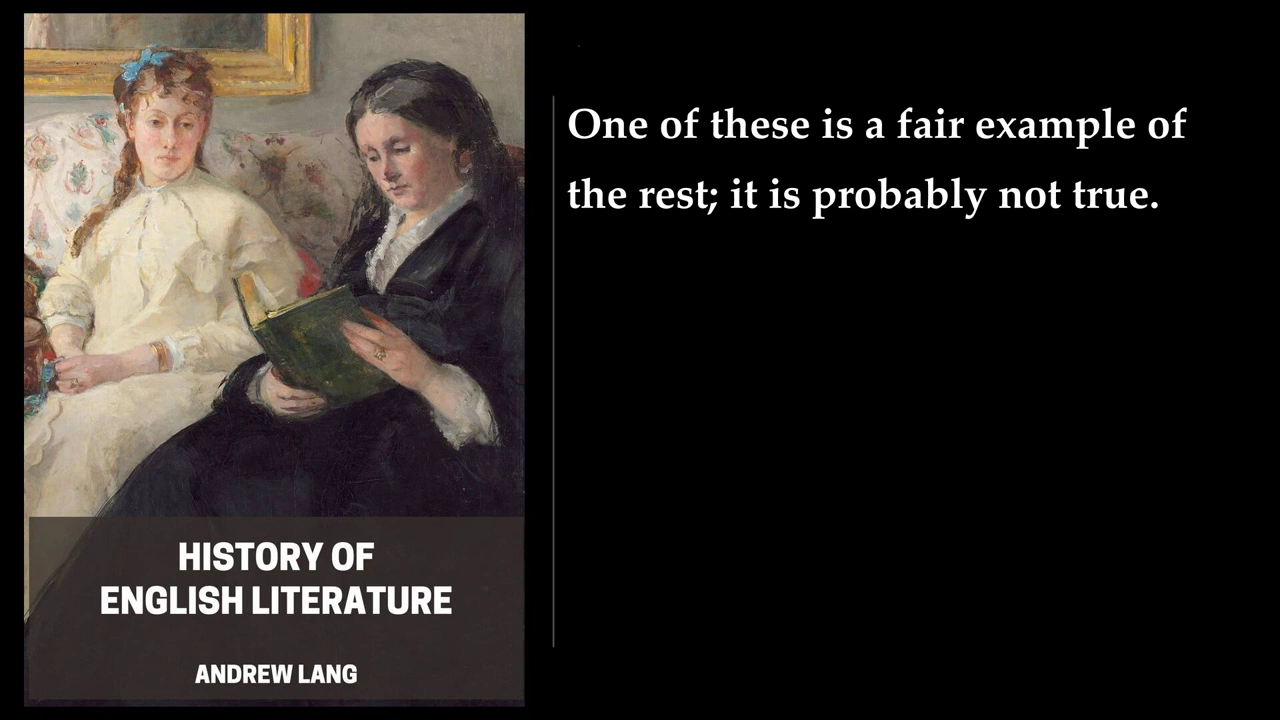 HISTORY OF
ENGLISH LITERATURE
ANDREW LANG
One of these is a fair example of
the rest; it is probably not true.